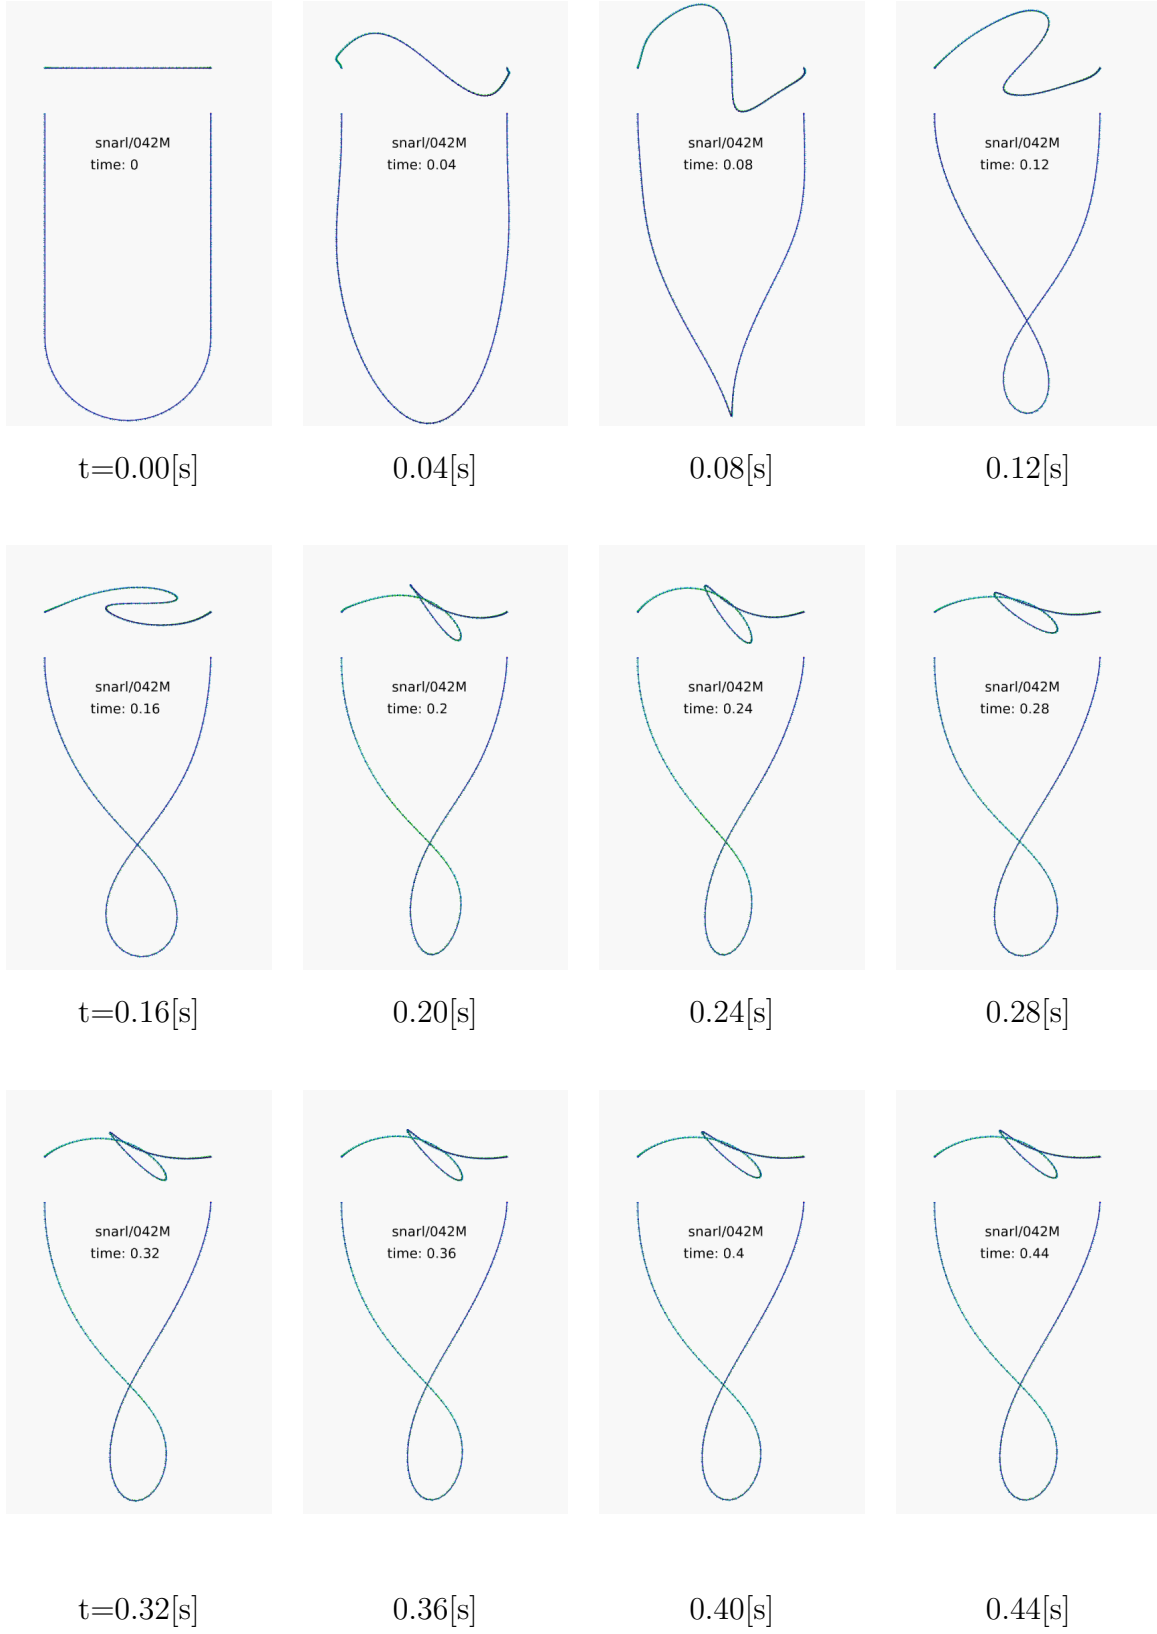 snarl/042M
time: 0
snarl/042M
time: 0.04
snarl/042M
time: 0.08
snarl/042M
time: 0.12
t=0.00[s]
0.04[s]
0.08[s]
0.12[s]
snarl/042M
time: 0.16
snarl/042M
time: 0.2
snarl/042M
time: 0.24
snarl/042M
time: 0.28
t=0.16[s]
0.20[s]
0.24[s]
0.28[s]
snarl/042M
time: 0.32
snarl/042M
time: 0.36
snarl/042M
time: 0.4
snarl/042M
time: 0.44
t=0.32[s]
0.36[s]
0.40[s]
0.44[s]